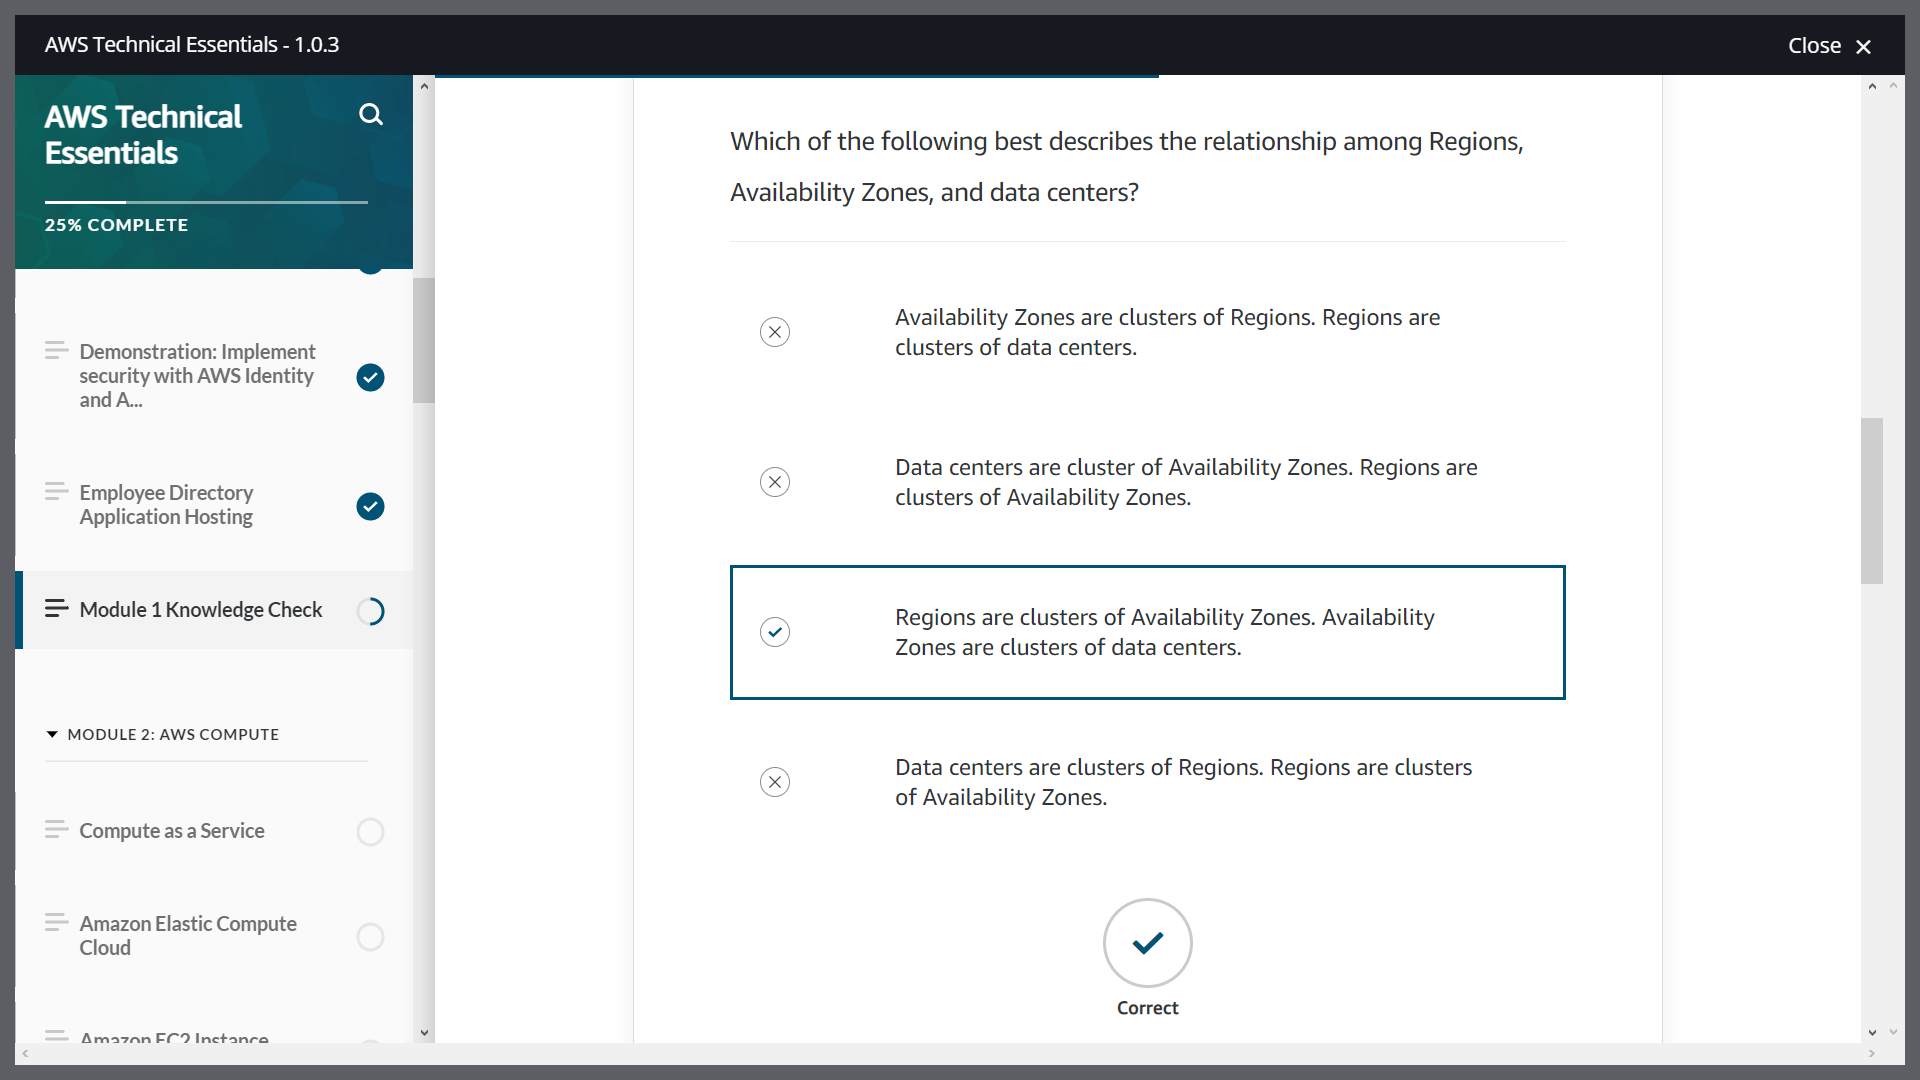 AWS Technical Essentials - 1.0.3
Close
AWS Technical
Essentials
25% COMPLETE
Demonstration: Implement
security with AWS Identity
and A...
Employee Directory
Application Hosting
Module 1 Knowledge Check
MODULE 2: AWS COMPUTE
Compute as a Service
Amazon Elastic Compute
Cloud
Amazon EC2 Instance
Which of the following best describes the relationship among Regions,
Availability Zones, and data centers?
Availability Zones are clusters of Regions. Regions are
clusters of data centers.
Data centers are cluster of Availability Zones. Regions are
clusters of Availability Zones.
Regions are clusters of Availability Zones. Availability
Zones are clusters of data centers.
Data centers are clusters of Regions. Regions are clusters
of Availability Zones.
Correct